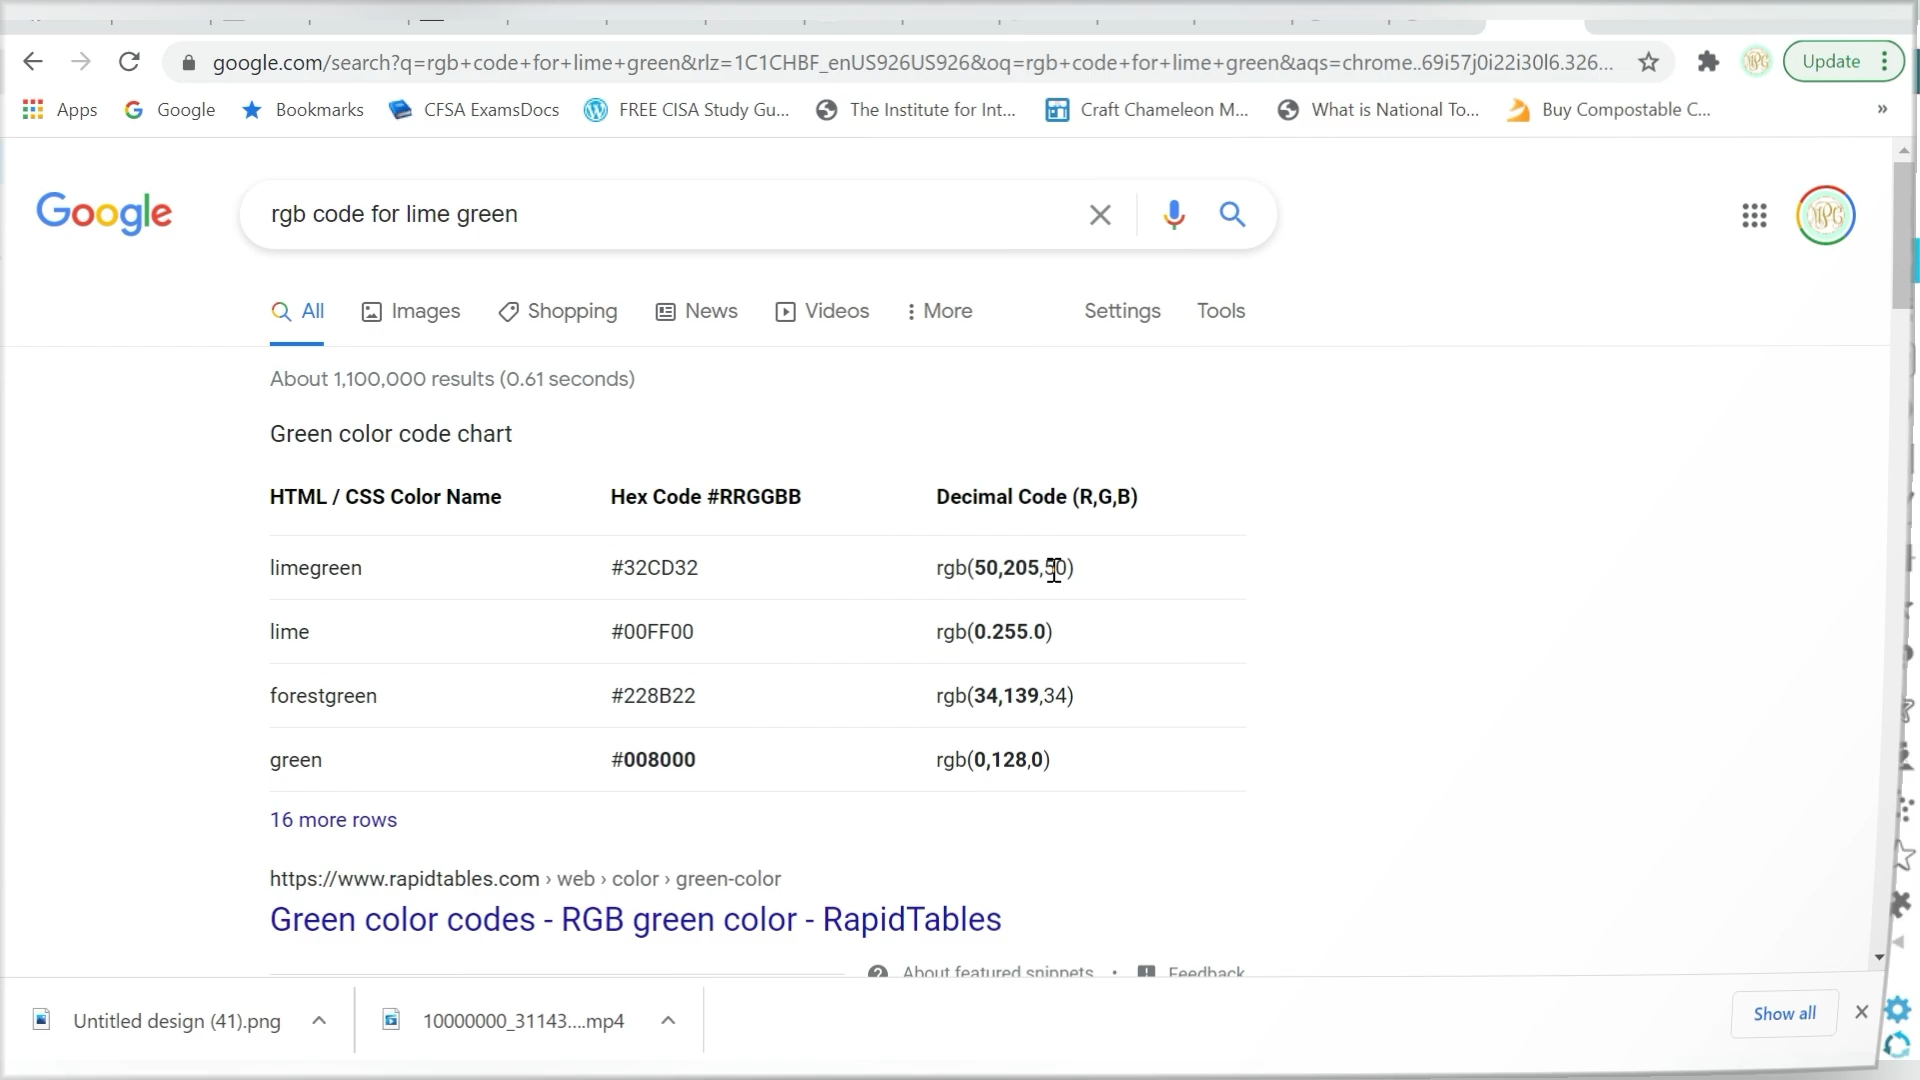 google.com/search?q=rgb+code+for+lime+green&rlz=1C1CHBF_enUS926US926&oq=rgb+code+for+lime+green&aqs=chrome..69i57j0i22i30l6.326... Update
Apps Google Bookmarks CFSA ExamsDocs FREE CISA Study Gu... The Institute for Int... Craft Chameleon M... What is National To... Buy Compostable C... »
Google rgb code for lime green
All Images Shopping News Videos More Settings Tools
About 1,100,000 results (0.61 seconds)
Green color code chart
HTML / CSS Color Name Hex Code #RRGGBB Decimal Code (R,G,B)
limegreen #32CD32 rgb(50,205,50)
lime #00FF00 rgb(0.255.0)
forestgreen #228B22 rgb(34,139,34)
green #008000 rgb(0,128,0)
16 more rows
https://www.rapidtables.com › web › color › green-color
Green color codes - RGB green color - RapidTables
About featured snippets • Feedback
Untitled design (41).png 10000000_31143....mp4 Show all